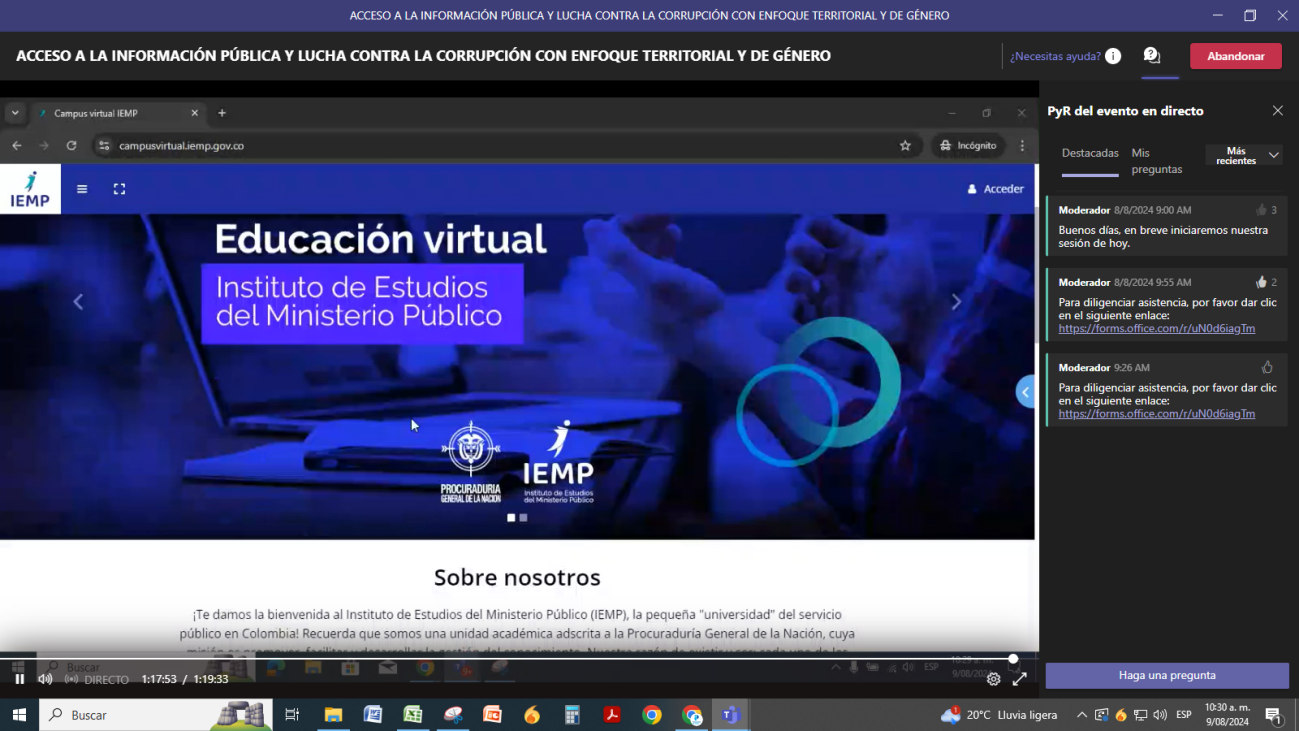 ACCESO A LA INFORMACIÓN PÚBLICA Y LUCHA CONTRA LA CORRUPCIÓN CON ENFOQUE TERRITORIAL Y DE GÉNERO
ACCESO A LA INFORMACIÓN PÚBLICA Y LUCHA CONTRA LA CORRUPCIÓN CON ENFOQUE TERRITORIAL Y DE GÉNERO
¿Necesitas ayuda?
Abandonar
Campus virtual IEMP
campusvirtual.iemp.gov.co
Incógnito
IEMP
Acceder
Educación virtual
Instituto de Estudios
del Ministerio Público
PROCURADURIA
GENERAL DE LA NACION
IEMP
Instituto de Estudios
del Ministerio Público
Sobre nosotros
¡Te damos la bienvenida al Instituto de Estudios del Ministerio Público (IEMP), la pequeña "universidad" del servicio
público en Colombia! Recuerda que somos una unidad académica adscrita a la Procuraduría General de la Nación, cuya
Buscar
ESP
9/08/2024
DIRECTO
1:17:53 / 1:19:33
PyR del evento en directo
Destacadas
Mis
preguntas
Más
recientes
Moderador 8/8/2024 9:00 AM
3
Buenos días, en breve iniciaremos nuestra
sesión de hoy.
Moderador 8/8/2024 9:55 AM
2
Para diligenciar asistencia, por favor dar clic
en el siguiente enlace:
https://forms.office.com/r/uN0d6iagTm
Moderador 9:26 AM
Para diligenciar asistencia, por favor dar clic
en el siguiente enlace:
https://forms.office.com/r/uN0d6iagTm
Haga una pregunta
Buscar
1
20°C Lluvia ligera
ESP
10:30 a. m.
9/08/2024
1